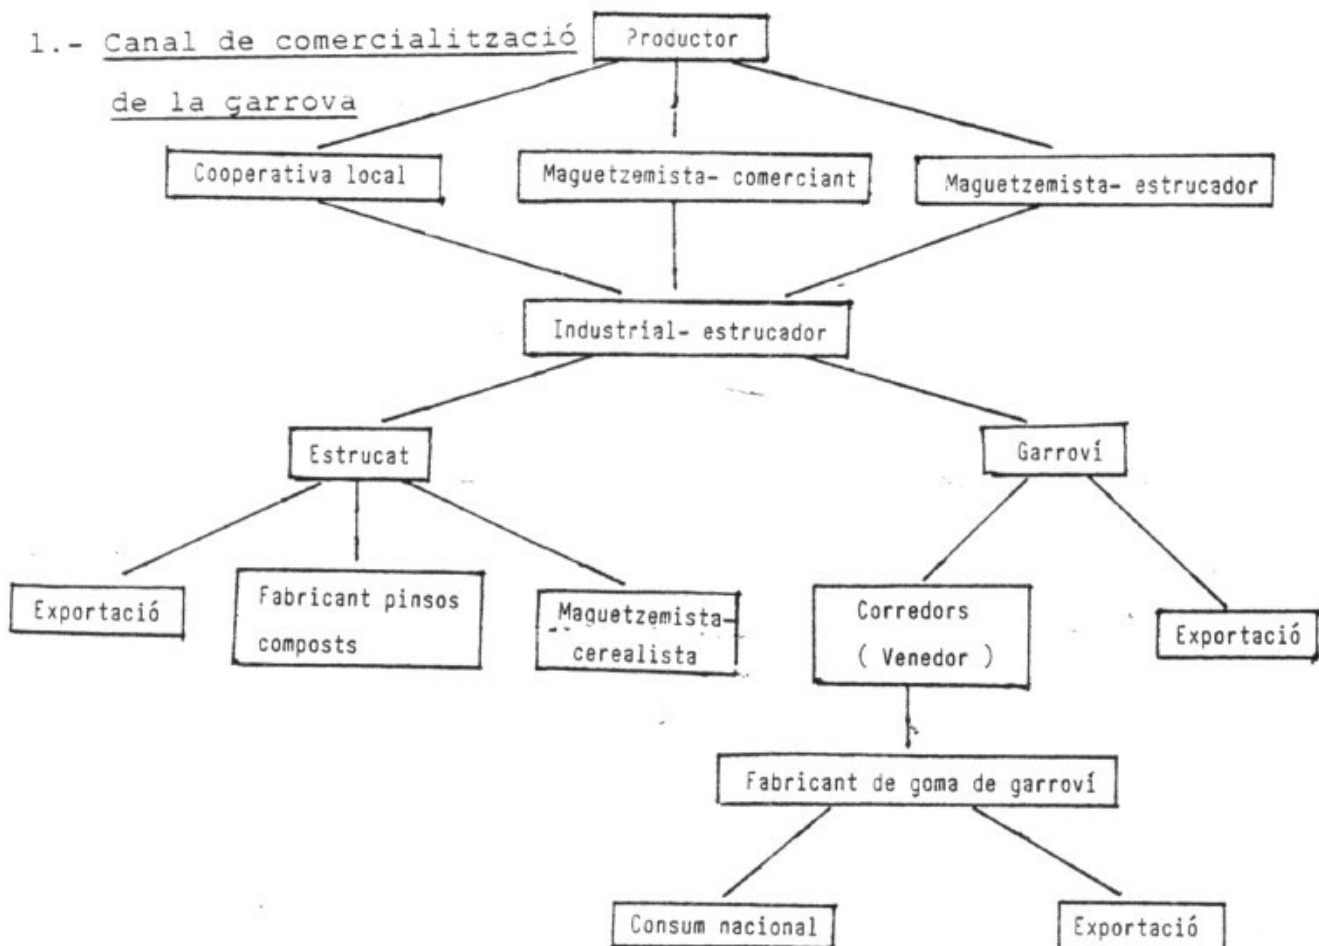 1.- Canal de comercialització
de la garrova
Productor
Cooperativa local
Maguetzemista- comerciant
Maguetzemista- estrucador
Industrial- estrucador
Estrucat
Garroví
Exportació
Fabricant pinsos
composts
Maguetzemista-
cerealista
Corredors
( Venedor )
Exportació
Fabricant de goma de garroví
Consum nacional
Exportació